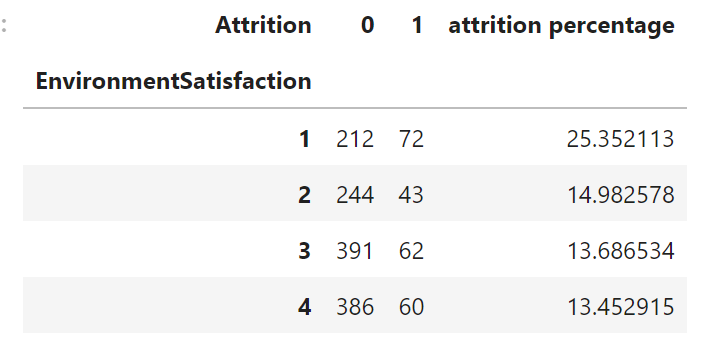 : Attrition 0 1 attrition percentage
EnvironmentSatisfaction
1 212 72 25.352113
2 244 43 14.982578
3 391 62 13.686534
4 386 60 13.452915